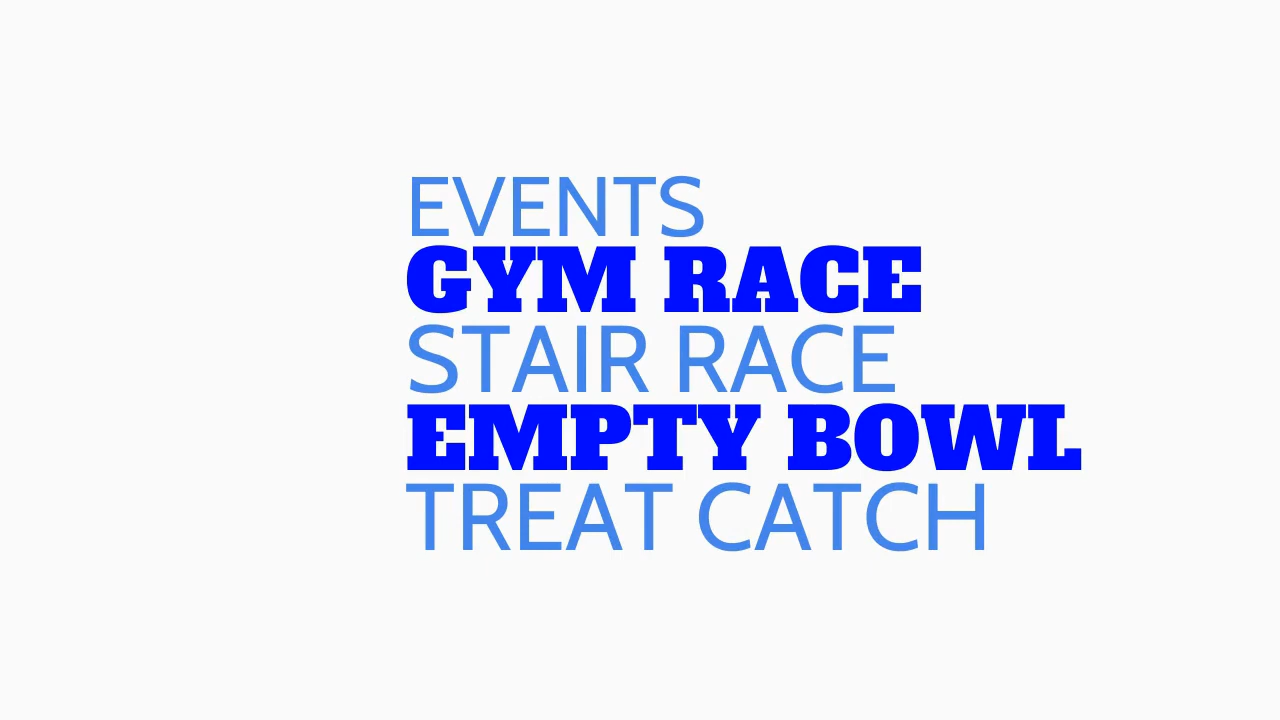 EVENTS
GYM RACE
STAIR RACE
EMPTY BOWL
TREAT CATCH